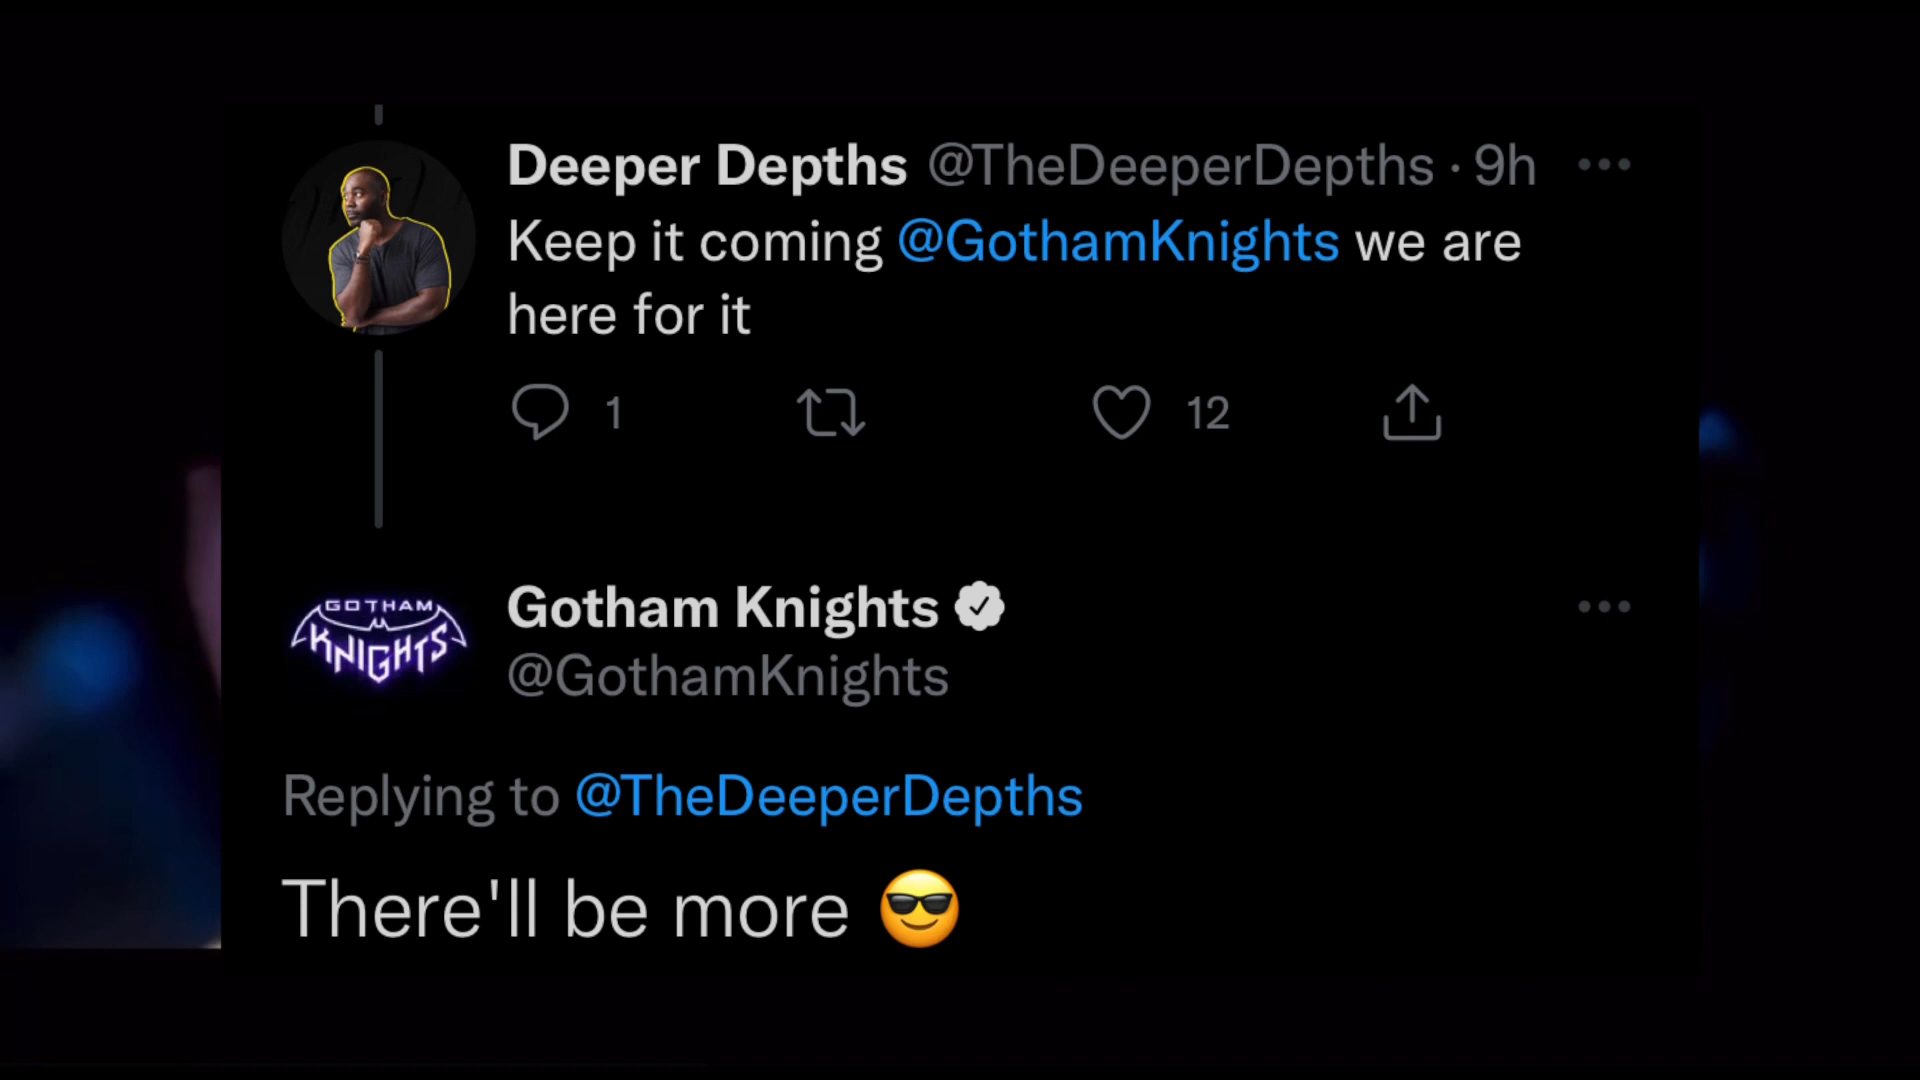 Deeper Depths @TheDeeperDepths · 9h
Keep it coming @GothamKnights we are
here for it
1 12
GOTHAM
KNIGHTS
Gotham Knights
@GothamKnights
Replying to @TheDeeperDepths
There'll be more 😎